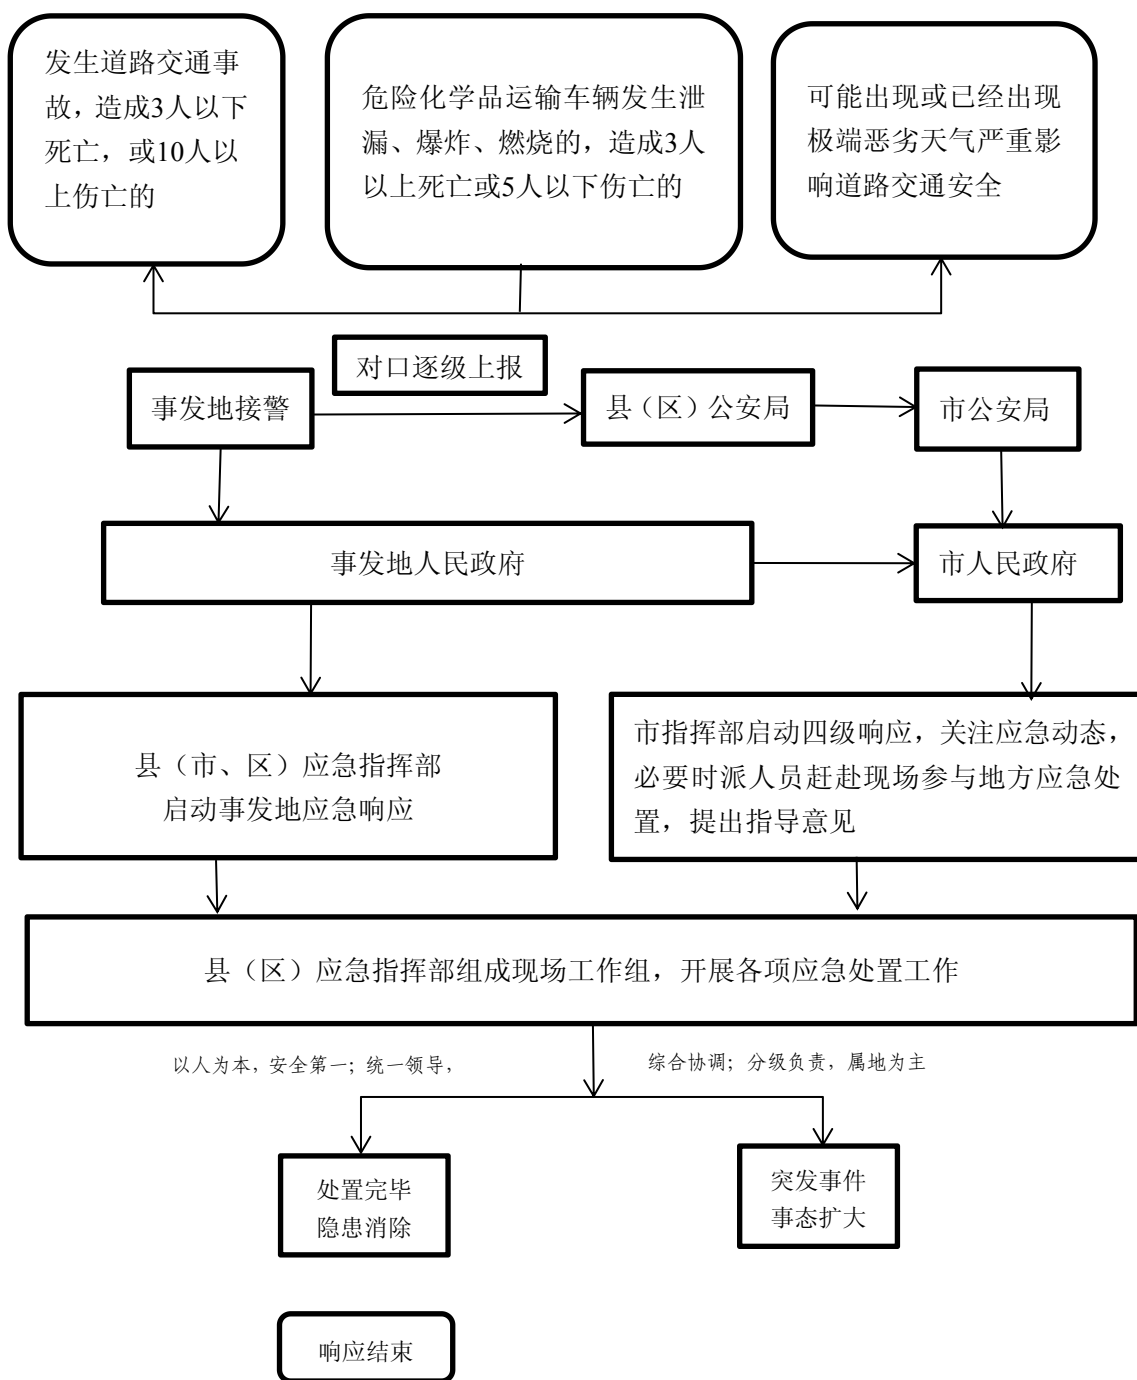 发生道路交通事
故，造成3人以下
死亡，或10人以
上伤亡的
危险化学品运输车辆发生泄
漏、爆炸、燃烧的，造成3人
以上死亡或5人以下伤亡的
可能出现或已经出现
极端恶劣天气严重影
响道路交通安全
对口逐级上报
事发地接警
县（区）公安局
市公安局
事发地人民政府
市人民政府
县（市、区）应急指挥部
启动事发地应急响应
市指挥部启动四级响应，关注应急动态，
必要时派人员赶赴现场参与地方应急处
置，提出指导意见
县（区）应急指挥部组成现场工作组，开展各项应急处置工作
以人为本，安全第一；统一领导，
综合协调；分级负责，属地为主
处置完毕
隐患消除
突发事件
事态扩大
响应结束